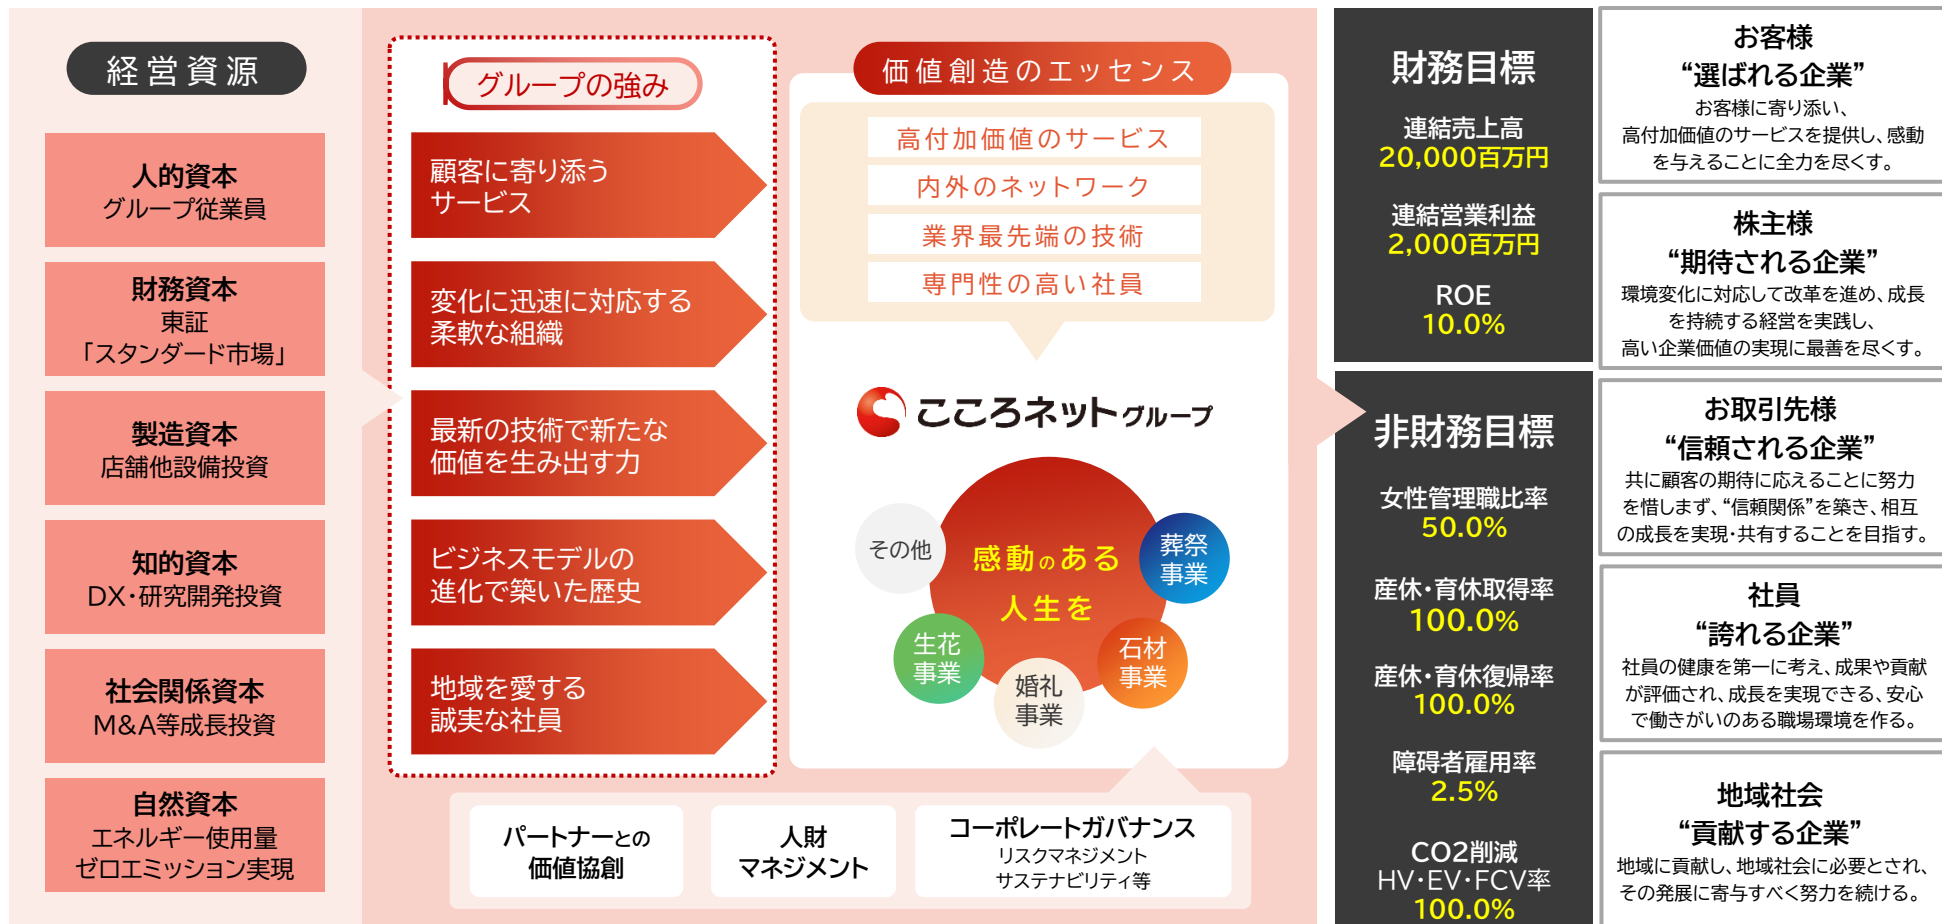 経営資源
人的資本
グループ従業員
財務資本
東証
「スタンダード市場」
製造資本
店舗他設備投資
知的資本
DX・研究開発投資
社会関係資本
M&A等成長投資
自然資本
エネルギー使用量
ゼロエミッション実現
グループの強み
顧客に寄り添う
サービス
変化に迅速に対応する
柔軟な組織
最新の技術で新たな
価値を生み出す力
ビジネスモデルの
進化で築いた歴史
地域を愛する
誠実な社員
価値創造のエッセンス
高付加価値のサービス
内外のネットワーク
業界最先端の技術
専門性の高い社員
こころネットグループ
感動のある
人生を
その他
生花
事業
婚礼
事業
石材
事業
葬祭
事業
パートナーとの
価値協創
人財
マネジメント
コーポレートガバナンス
リスクマネジメント
サステナビリティ等
財務目標
連結売上高
20,000百万円
連結営業利益
2,000百万円
ROE
10.0%
非財務目標
女性管理職比率
50.0%
産休・育休取得率
100.0%
産休・育休復帰率
100.0%
障碍者雇用率
2.5%
CO2削減
HV・EV・FCV率
100.0%
お客様
“選ばれる企業”
お客様に寄り添い、
高付加価値のサービスを提供し、感動
を与えることに全力を尽くす。
株主様
“期待される企業”
環境変化に対応して改革を進め、成長
を持続する経営を実践し、
高い企業価値の実現に最善を尽くす。
お取引先様
“信頼される企業”
共に顧客の期待に応えることに努力
を惜しまず、“信頼関係”を築き、相互
の成長を実現・共有することを目指す。
社員
“誇れる企業”
社員の健康を第一に考え、成果や貢献
が評価され、成長を実現できる、安心
で働きがいのある職場環境を作る。
地域社会
“貢献する企業”
地域に貢献し、地域社会に必要とされ、
その発展に寄与すべく努力を続ける。